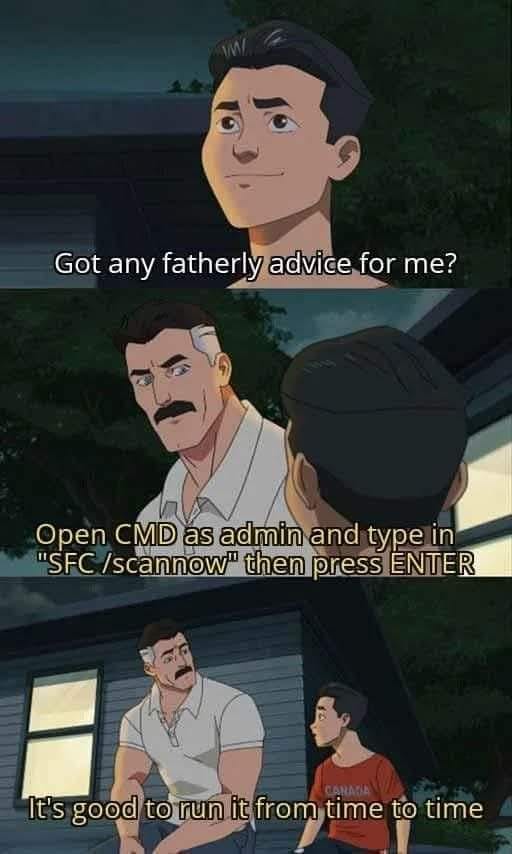 Got any fatherly advice for me?
Open CMD as admin and type in
"SFC /scannow" then press ENTER
CANADA
It's good to run it from time to time